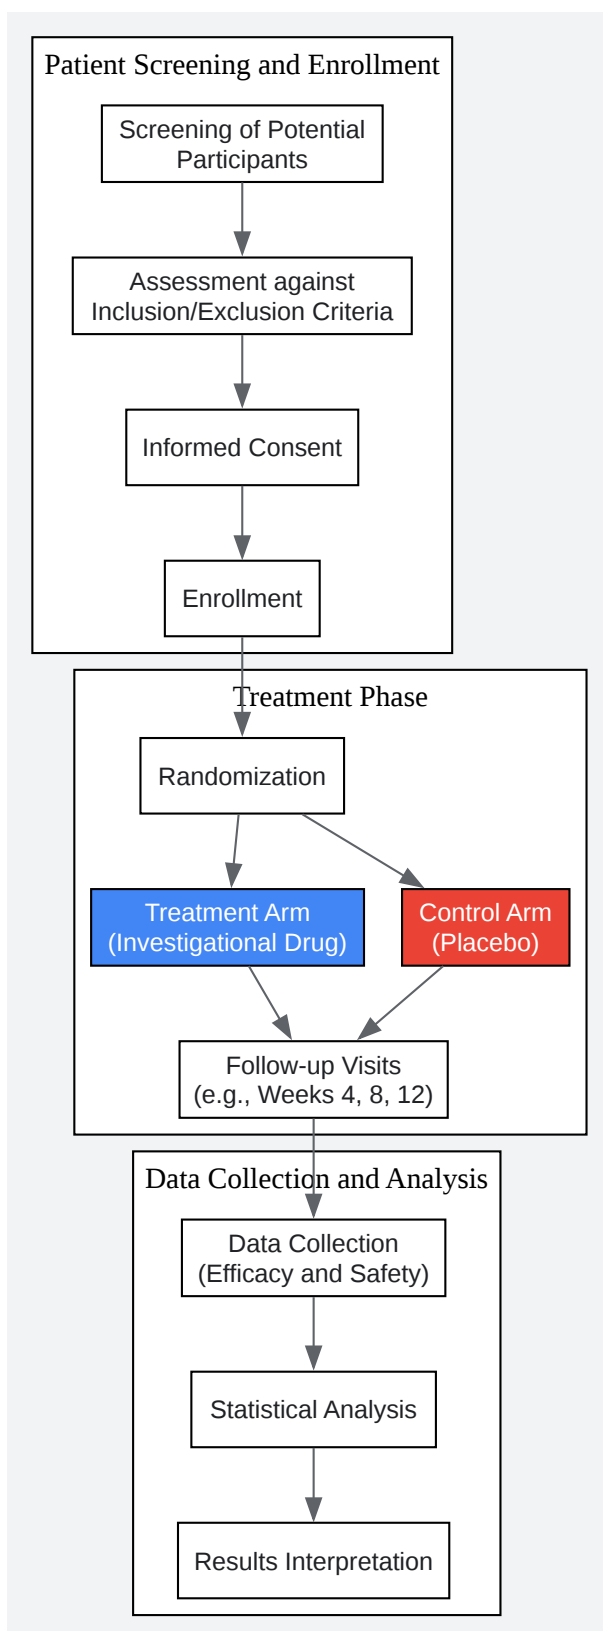 Patient Screening and Enrollment
Screening of Potential
Participants
Assessment against
Inclusion/Exclusion Criteria
Informed Consent
Enrollment
Treatment Phase
Randomization
Treatment Arm
(Investigational Drug)
Control Arm
(Placebo)
Follow-up Visits
(e.g., Weeks 4, 8, 12)
Data Collection and Analysis
Data Collection
(Efficacy and Safety)
Statistical Analysis
Results Interpretation